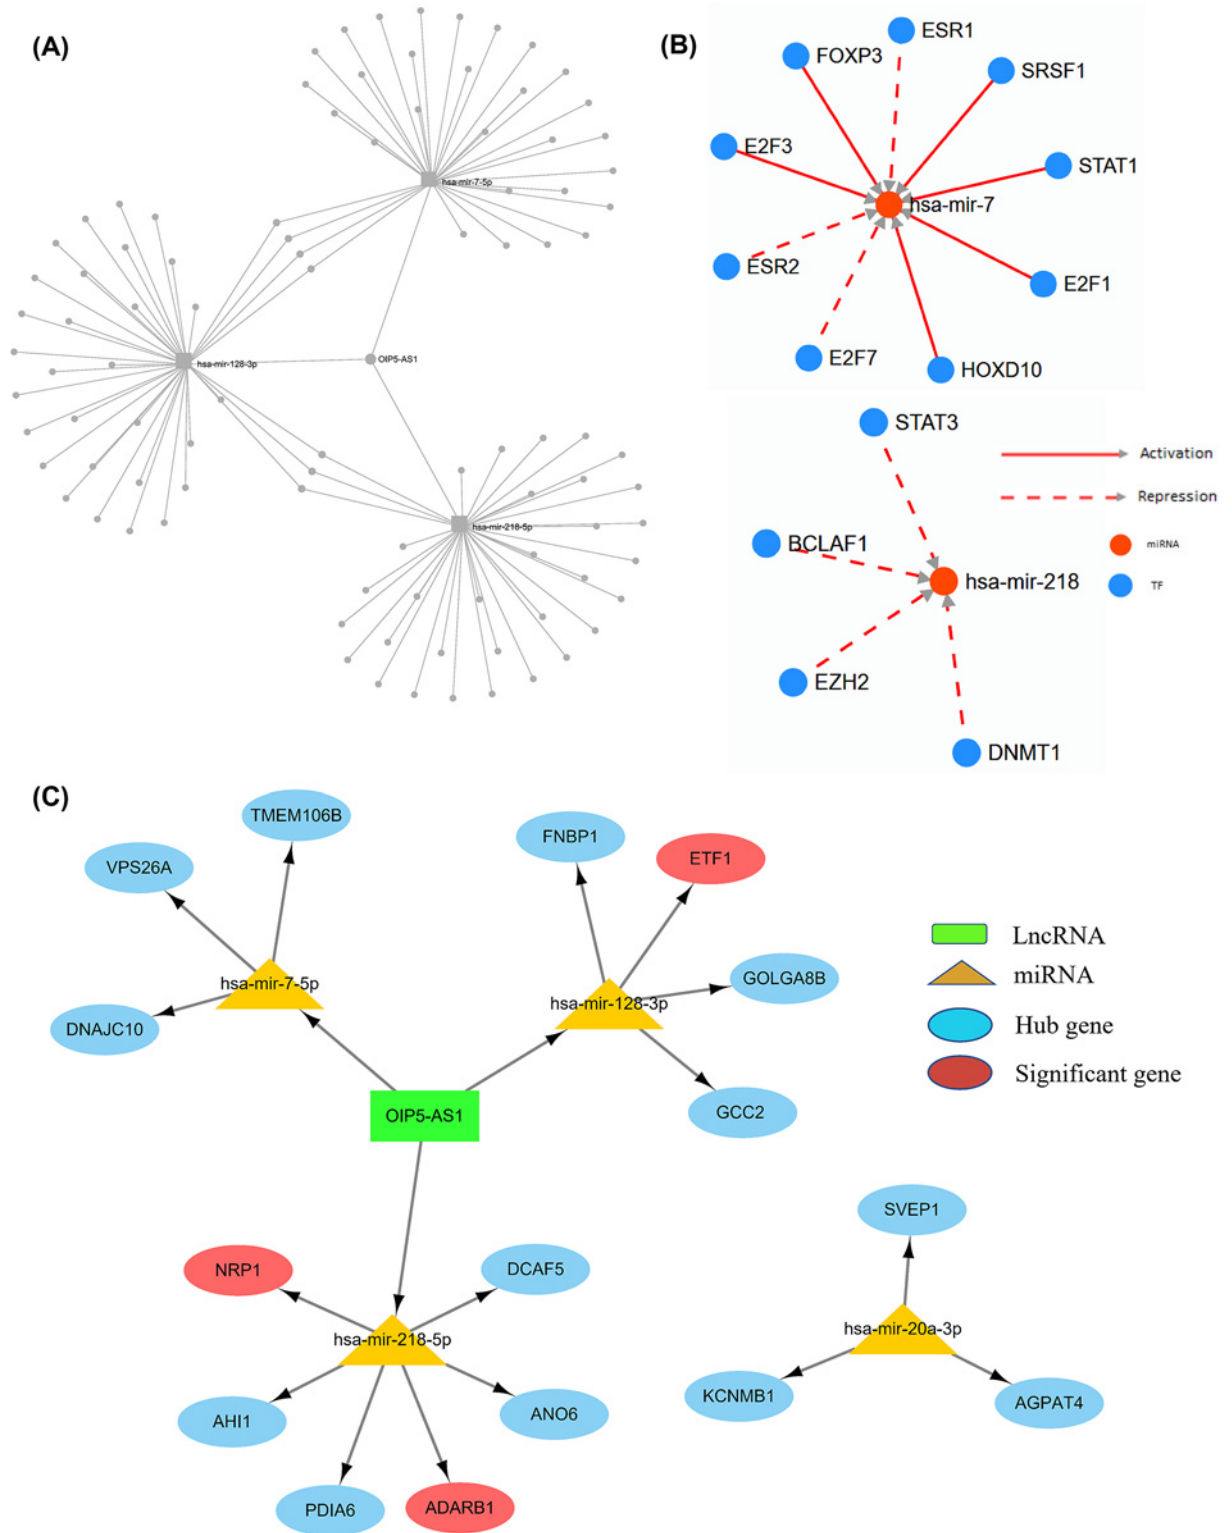 (A)
hsa-mir-7-5p
hsa-mir-128-3p
OIP5-AS1
hsa-mir-218-5p
(B)
ESR1
FOXP3
SRSF1
E2F3
STAT1
hsa-mir-7
ESR2
E2F1
E2F7
HOXD10
STAT3
Activation
Repression
BCLAF1
miRNA
hsa-mir-218
TF
EZH2
DNMT1
(C)
TMEM106B
VPS26A
FNBP1
ETF1
hsa-mir-7-5p
GOLGA8B
hsa-mir-128-3p
DNAJC10
OIP5-AS1
GCC2
LncRNA
miRNA
Hub gene
Significant gene
NRP1
DCAF5
hsa-mir-218-5p
AHI1
ANO6
PDIA6
ADARB1
SVEP1
hsa-mir-20a-3p
KCNMB1
AGPAT4